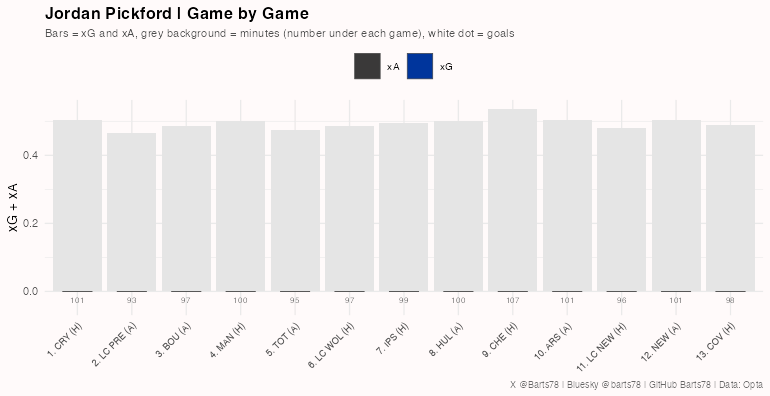 Jordan Pickford | Game by Game
Bars = xG and xA, grey background = minutes (number under each game), white dot = goals
xA xG
xG + xA
0.4
0.2
0.0
101 93 97 100 95 97 99 100 107 101 96 101 98
1. CRY (H)
2. LC PRE (A)
3. BOU (A)
4. MAN (H)
5. TOT (A)
6. LC WOL (H)
7. IPS (H)
8. HUL (A)
9. CHE (H)
10. ARS (A)
11. LC NEW (H)
12. NEW (A)
13. COV (H)
X @Barts78 | Bluesky @barts78 | GitHub Barts78 | Data: Opta